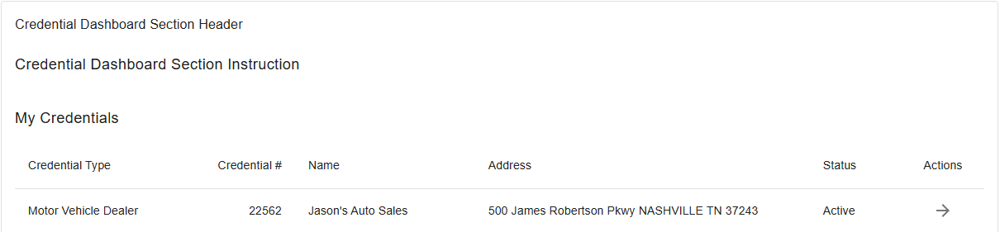 Credential Dashboard Section Header
Credential Dashboard Section Instruction
My Credentials
Credential Type Credential # Name Address Status Actions
Motor Vehicle Dealer 22562 Jason's Auto Sales 500 James Robertson Pkwy NASHVILLE TN 37243 Active